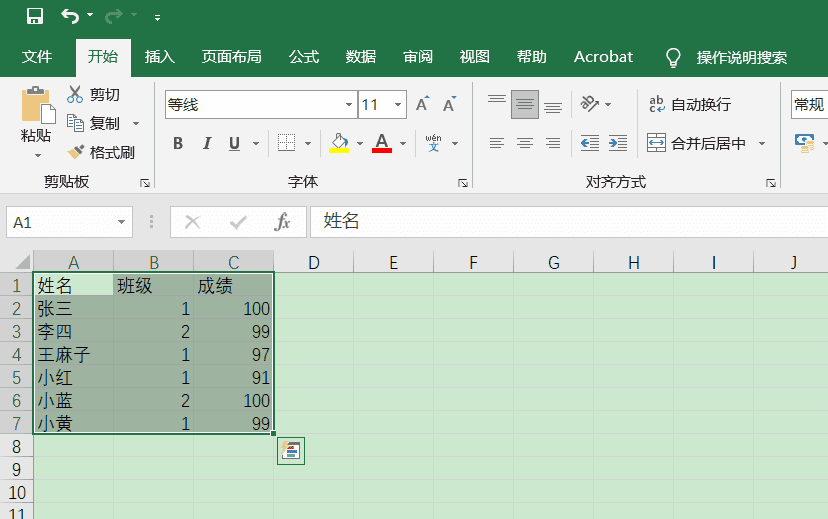 文件 开始 插入 页面布局 公式 数据 审阅 视图 帮助 Acrobat 操作说明搜索
剪切
等线 11 A A ab 自动换行 常规
复制
粘贴
格式刷 B I U A wén 文 合并后居中
剪贴板 字体 对齐方式
A1 fx 姓名
A B C D E F G H I J
1 姓名 班级 成绩
2 张三 1 100
3 李四 2 99
4 王麻子 1 97
5 小红 1 91
6 小蓝 2 100
7 小黄 1 99
8
9
10
11